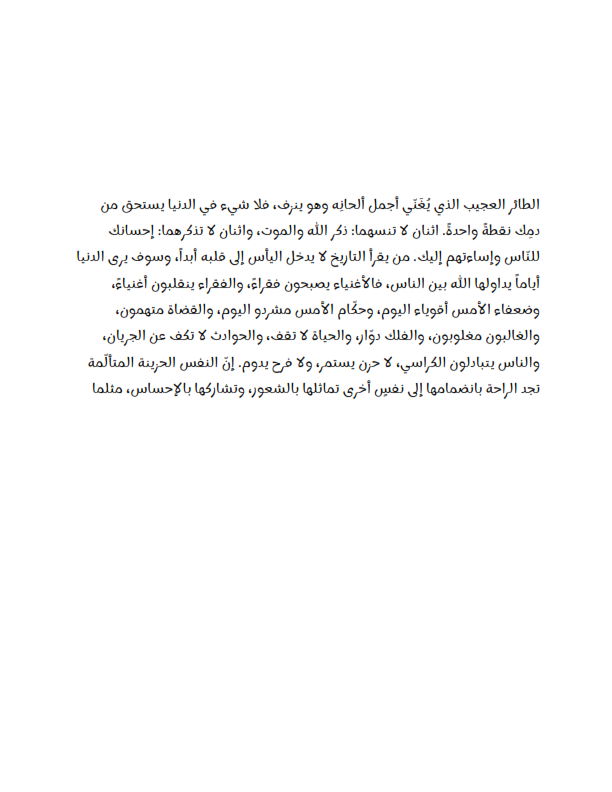 الطائر العجيب الذي يُغَنّي أجمل ألحانِه وهو ينزف، فلا شيء في الدنيا يستحق من
دمِك نقطةً واحدةً. اثنان لا تنسهما: ذكر الله والموت، واثنان لا تذكرهما: إحسانك
للنّاس وإساءتهم إليك. من يقرأ التاريخ لا يدخل اليأس إلى قلبه أبداً، وسوف يرى الدنيا
أياماً يداولها الله بين الناس، فالأغنياء يصبحون فقراءً، والفقراء ينقلبون أغنياءً،
وضعفاء الأمس أقوياء اليوم، وحكّام الأمس مشردو اليوم، والقضاة متهمون،
والغالبون مغلوبون، والفلك دوّار، والحياة لا تقف، والحوادث لا تكف عن الجريان،
والناس يتبادلون الكراسي، لا حزن يستمر، ولا فرح يدوم. إنّ النفس الحزينة المتألّمة
تجد الراحة بانضمامها إلى نفسٍ أخرى تماثلها بالشعور، وتشاركها بالإحساس، مثلما